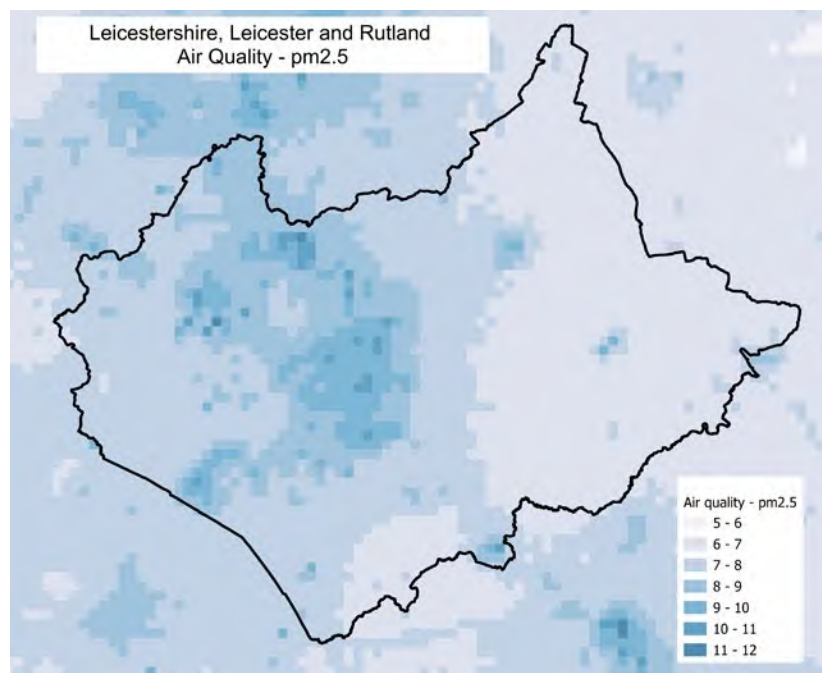 Leicestershire, Leicester and Rutland
Air Quality - pm2.5
Air quality - pm2.5
5 - 6
6 - 7
7 - 8
8 - 9
9 - 10
10 - 11
11 - 12